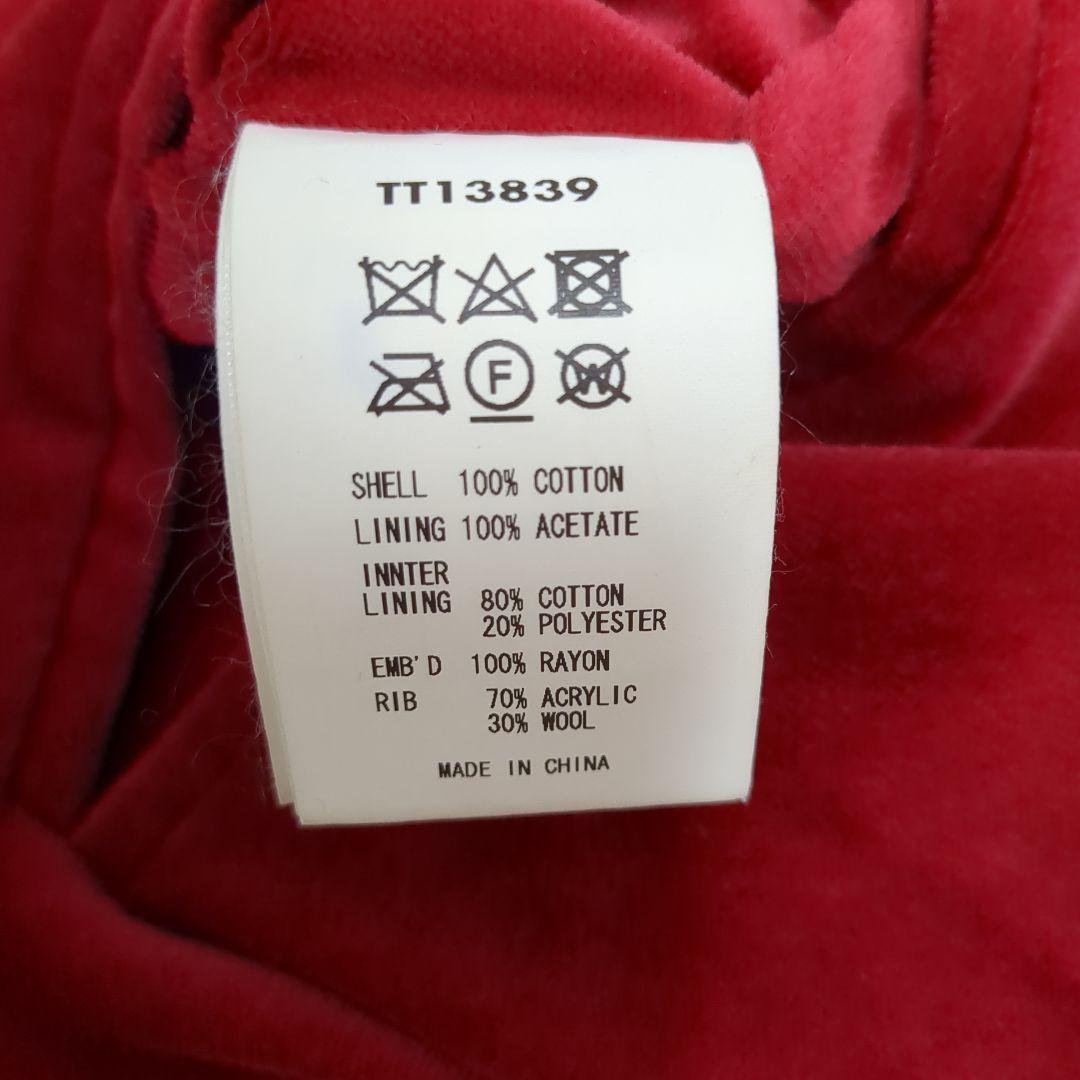 TT13839
F
W
SHELL 100% COTTON
LINING 100% ACETATE
INNTER
LINING 80% COTTON
20% POLYESTER
EMB'D 100% RAYON
RIB 70% ACRYLIC
30% WOOL
MADE IN CHINA